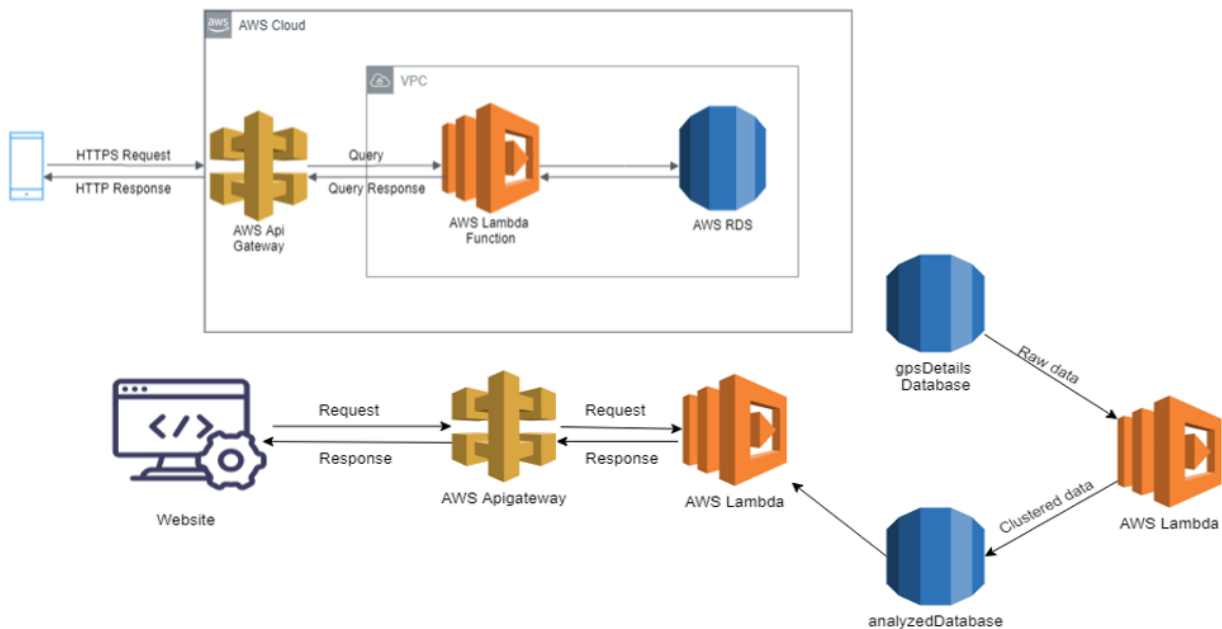 aws
AWS Cloud
VPC
HTTPS Request
HTTP Response
Query
Query Response
AWS Api
Gateway
AWS Lambda
Function
AWS RDS
gpsDetails
Database
Raw data
Request
Response
Request
Response
Website
AWS Apigateway
AWS Lambda
Clustered data
AWS Lambda
analyzedDatabase